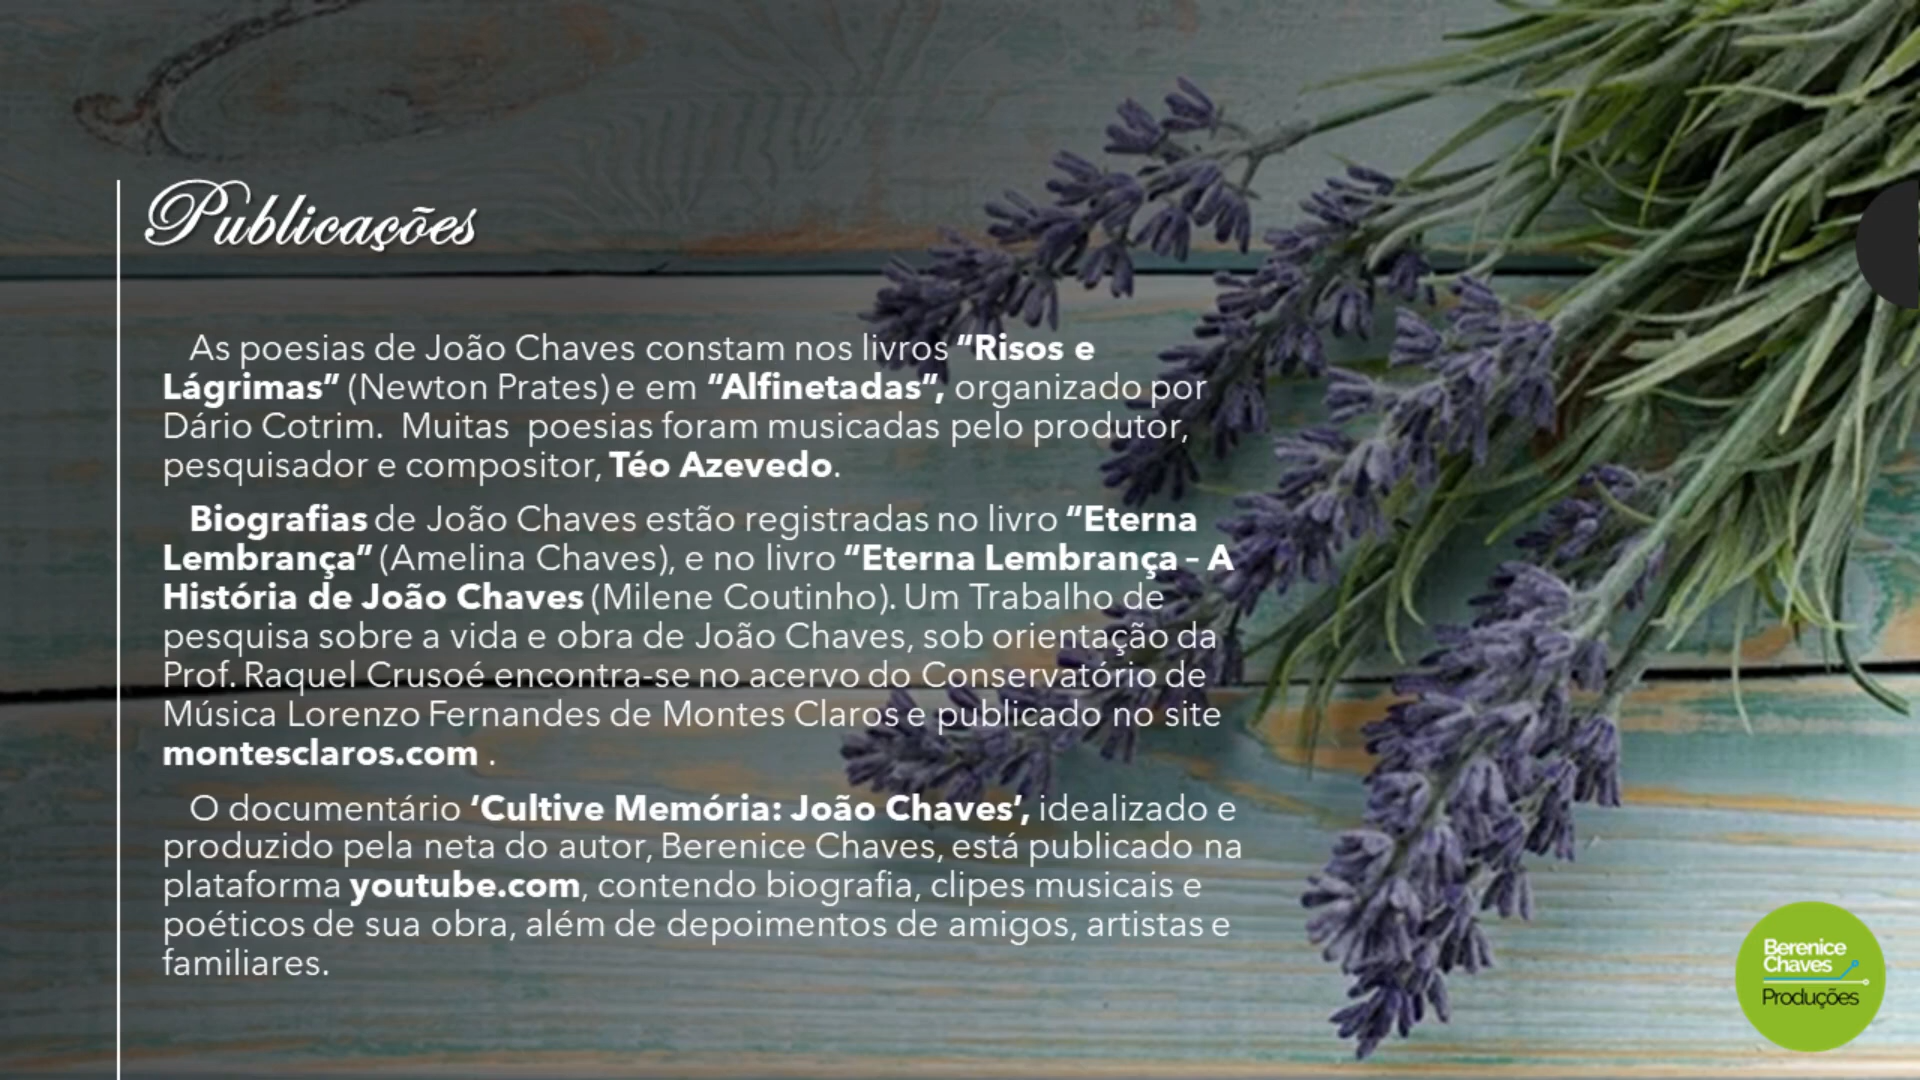 Publicações
As poesias de João Chaves constam nos livros “Risos e
Lágrimas” (Newton Prates) e em “Alfinetadas”, organizado por
Dário Cotrim. Muitas poesias foram musicadas pelo produtor,
pesquisador e compositor, Téo Azevedo.
Biografias de João Chaves estão registradas no livro “Eterna
Lembrança” (Amelina Chaves), e no livro “Eterna Lembrança – A
História de João Chaves (Milene Coutinho). Um Trabalho de
pesquisa sobre a vida e obra de João Chaves, sob orientação da
Prof. Raquel Crusoé encontra-se no acervo do Conservatório de
Música Lorenzo Fernandes de Montes Claros e publicado no site
montesclaros.com .
O documentário ‘Cultive Memória: João Chaves’, idealizado e
produzido pela neta do autor, Berenice Chaves, está publicado na
plataforma youtube.com, contendo biografia, clipes musicais e
poéticos de sua obra, além de depoimentos de amigos, artistas e
familiares.
Berenice
Chaves
Produções